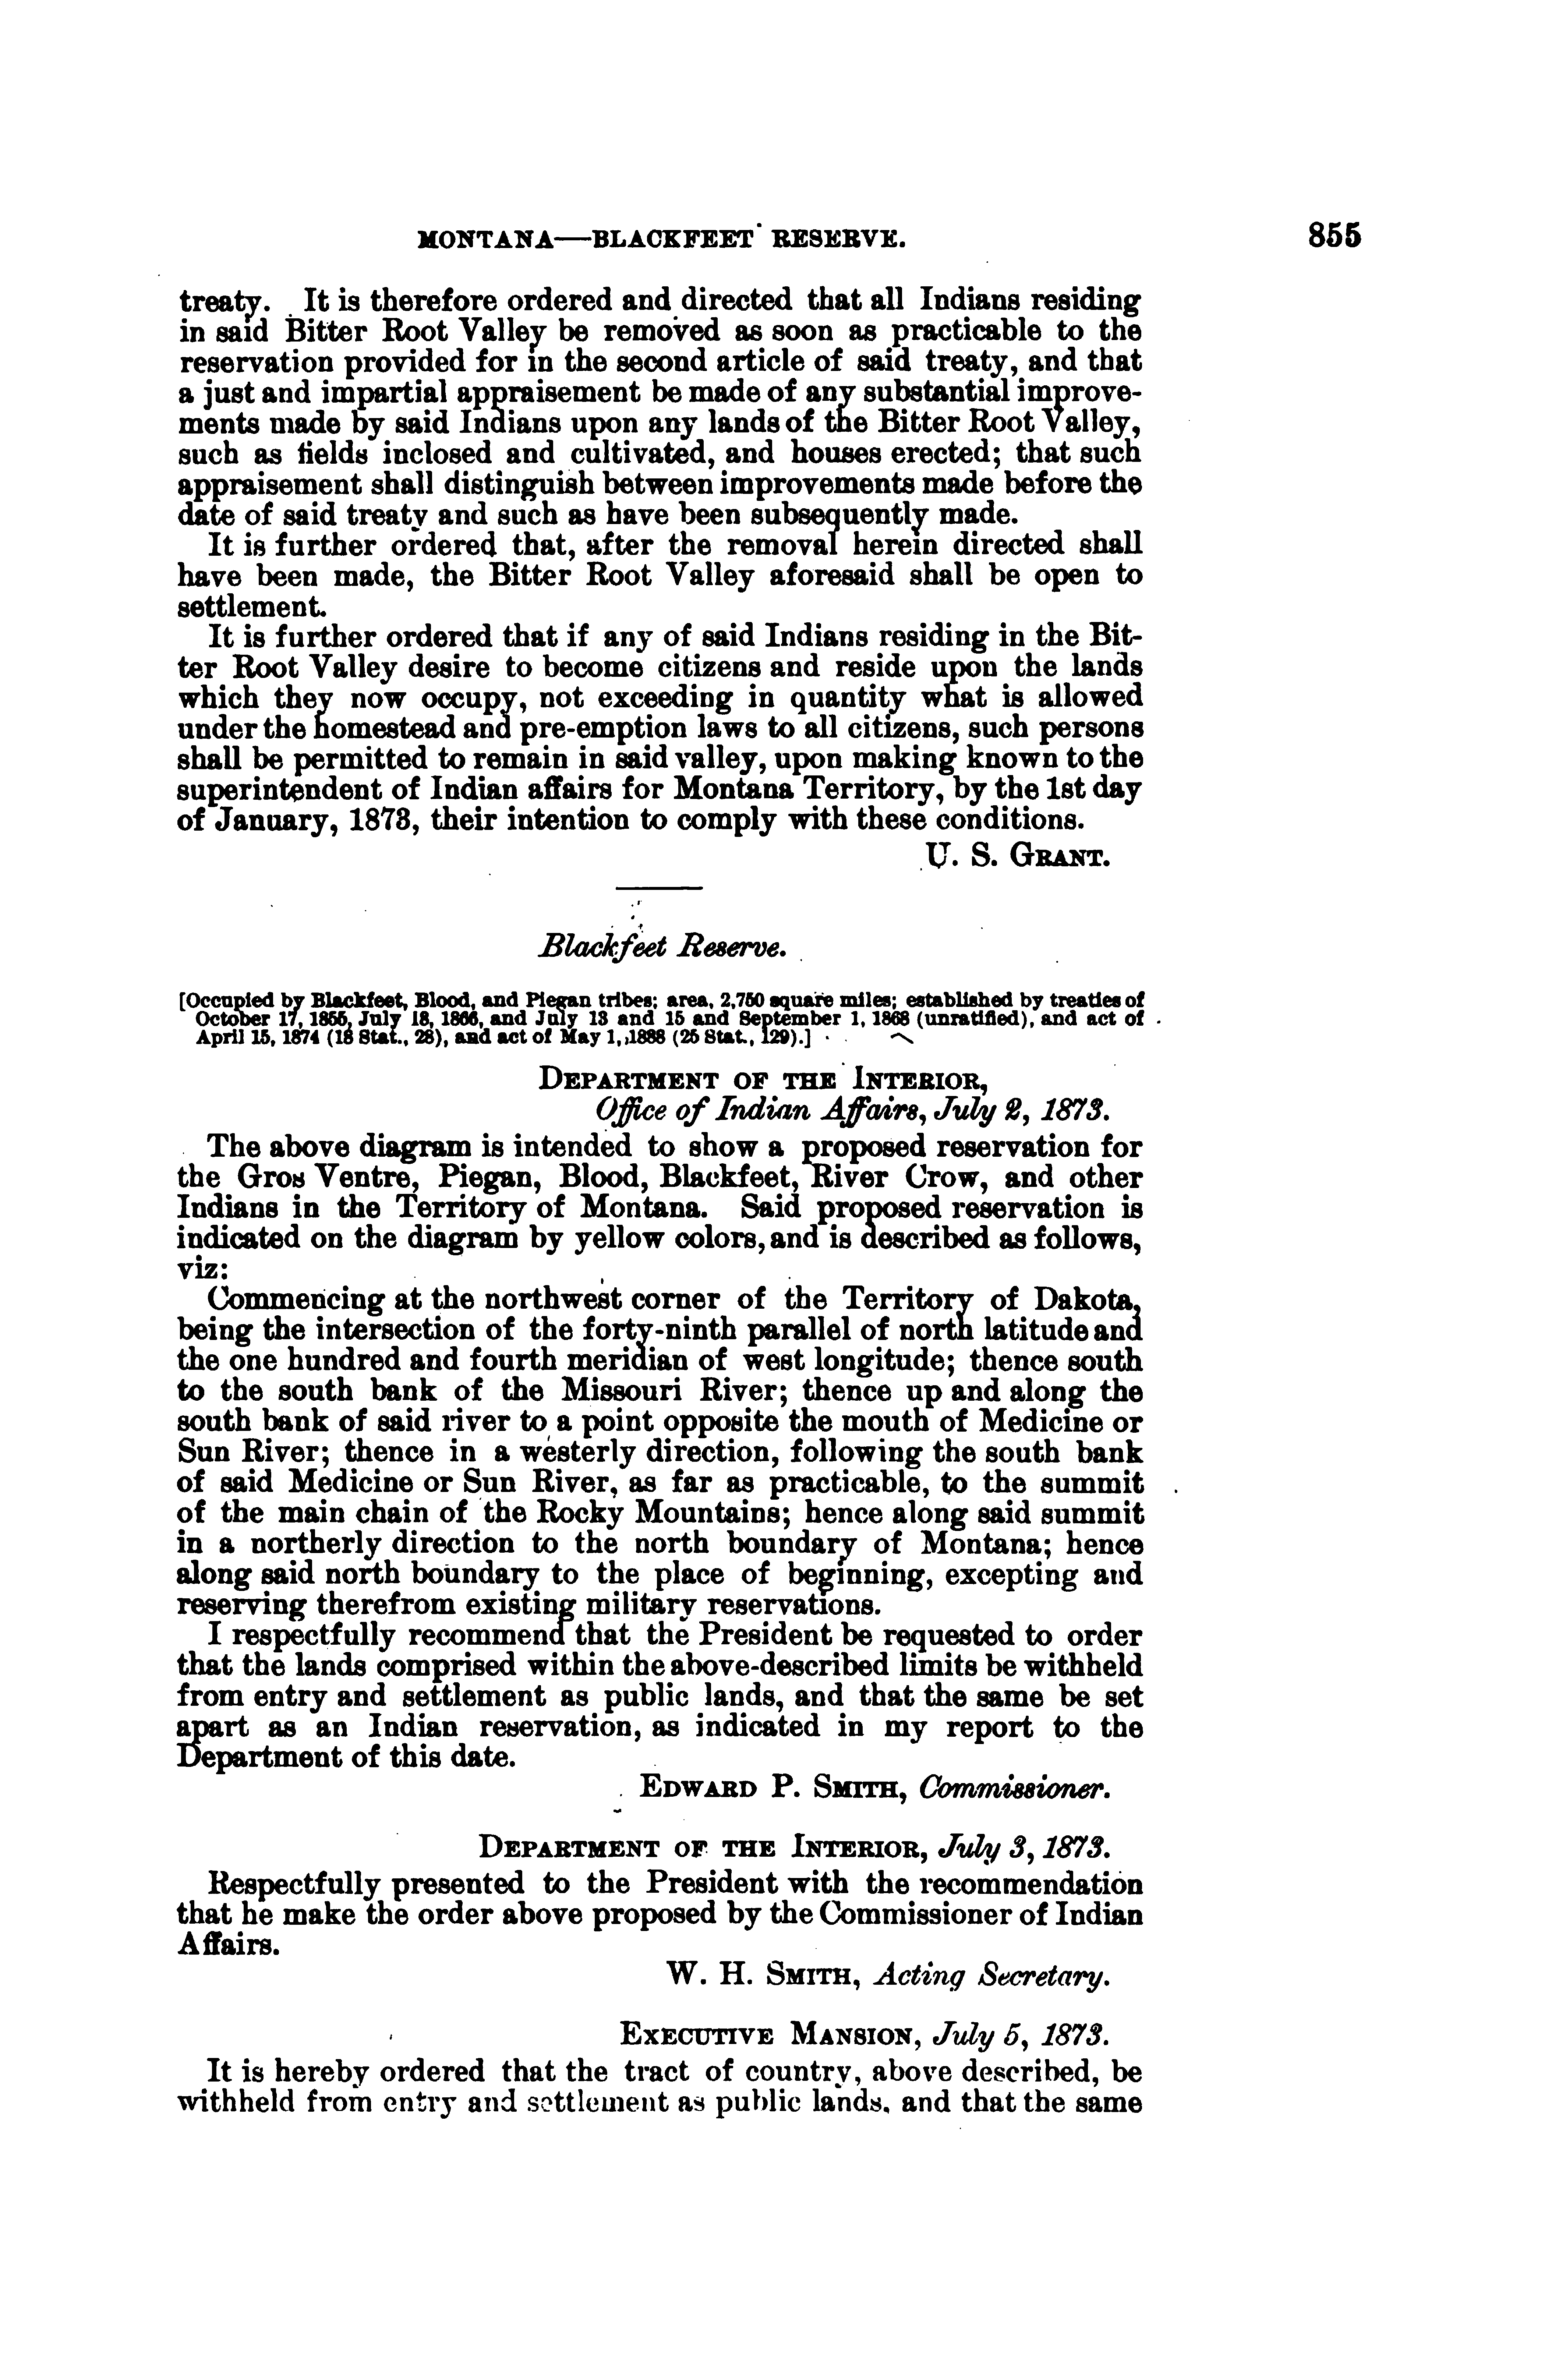 MONTANA—BLACKFEET RESERVE. 855
treaty. It is therefore ordered and directed that all Indians residing
in said Bitter Root Valley be removed as soon as practicable to the
reservation provided for in the second article of said treaty, and that
a just and impartial appraisement be made of any substantial improve-
ments made by said Indians upon any lands of the Bitter Root Valley,
such as fields inclosed and cultivated, and houses erected; that such
appraisement shall distinguish between improvements made before the
date of said treaty and such as have been subsequently made.
It is further ordered that, after the removal herein directed shall
have been made, the Bitter Root Valley aforesaid shall be open to
settlement.
It is further ordered that if any of said Indians residing in the Bit-
ter Root Valley desire to become citizens and reside upon the lands
which they now occupy, not exceeding in quantity what is allowed
under the homestead and pre-emption laws to all citizens, such persons
shall be permitted to remain in said valley, upon making known to the
superintendent of Indian affairs for Montana Territory, by the 1st day
of January, 1873, their intention to comply with these conditions.
U. S. GRANT.
Blackfeet Reserve.
[Occupied by Blackfeet, Blood, and Piegan tribes; area, 2,750 square miles; established by treaties of
October 17, 1855, July 18, 1866, and July 13 and 15 and September 1, 1868 (unratified), and act of
April 15, 1874 (18 Stat., 28), and act of May 1, 1888 (25 Stat., 129).]
DEPARTMENT OF THE INTERIOR,
Office of Indian Affairs, July 2, 1873.
The above diagram is intended to show a proposed reservation for
the Gros Ventre, Piegan, Blood, Blackfeet, River Crow, and other
Indians in the Territory of Montana. Said proposed reservation is
indicated on the diagram by yellow colors, and is described as follows,
viz:
Commencing at the northwest corner of the Territory of Dakota,
being the intersection of the forty-ninth parallel of north latitude and
the one hundred and fourth meridian of west longitude; thence south
to the south bank of the Missouri River; thence up and along the
south bank of said river to a point opposite the mouth of Medicine or
Sun River; thence in a westerly direction, following the south bank
of said Medicine or Sun River, as far as practicable, to the summit
of the main chain of the Rocky Mountains; hence along said summit
in a northerly direction to the north boundary of Montana; hence
along said north boundary to the place of beginning, excepting and
reserving therefrom existing military reservations.
I respectfully recommend that the President be requested to order
that the lands comprised within the above-described limits be withheld
from entry and settlement as public lands, and that the same be set
apart as an Indian reservation, as indicated in my report to the
Department of this date.
EDWARD P. SMITH, Commissioner.
DEPARTMENT OF THE INTERIOR, July 3, 1873.
Respectfully presented to the President with the recommendation
that he make the order above proposed by the Commissioner of Indian
Affairs.
W. H. SMITH, Acting Secretary.
EXECUTIVE MANSION, July 5, 1873.
It is hereby ordered that the tract of country, above described, be
withheld from entry and settlement as public lands, and that the same